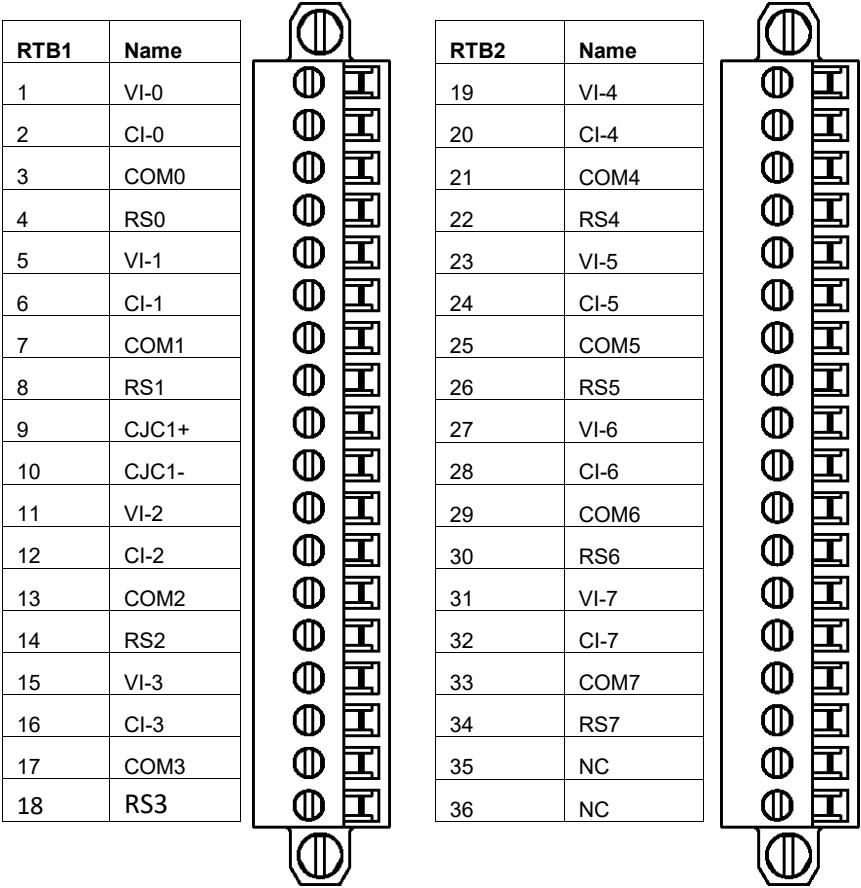 RTB1 Name
1 VI-0
2 CI-0
3 COM0
4 RS0
5 VI-1
6 CI-1
7 COM1
8 RS1
9 CJC1+
10 CJC1-
11 VI-2
12 CI-2
13 COM2
14 RS2
15 VI-3
16 CI-3
17 COM3
18 RS3
RTB2 Name
19 VI-4
20 CI-4
21 COM4
22 RS4
23 VI-5
24 CI-5
25 COM5
26 RS5
27 VI-6
28 CI-6
29 COM6
30 RS6
31 VI-7
32 CI-7
33 COM7
34 RS7
35 NC
36 NC